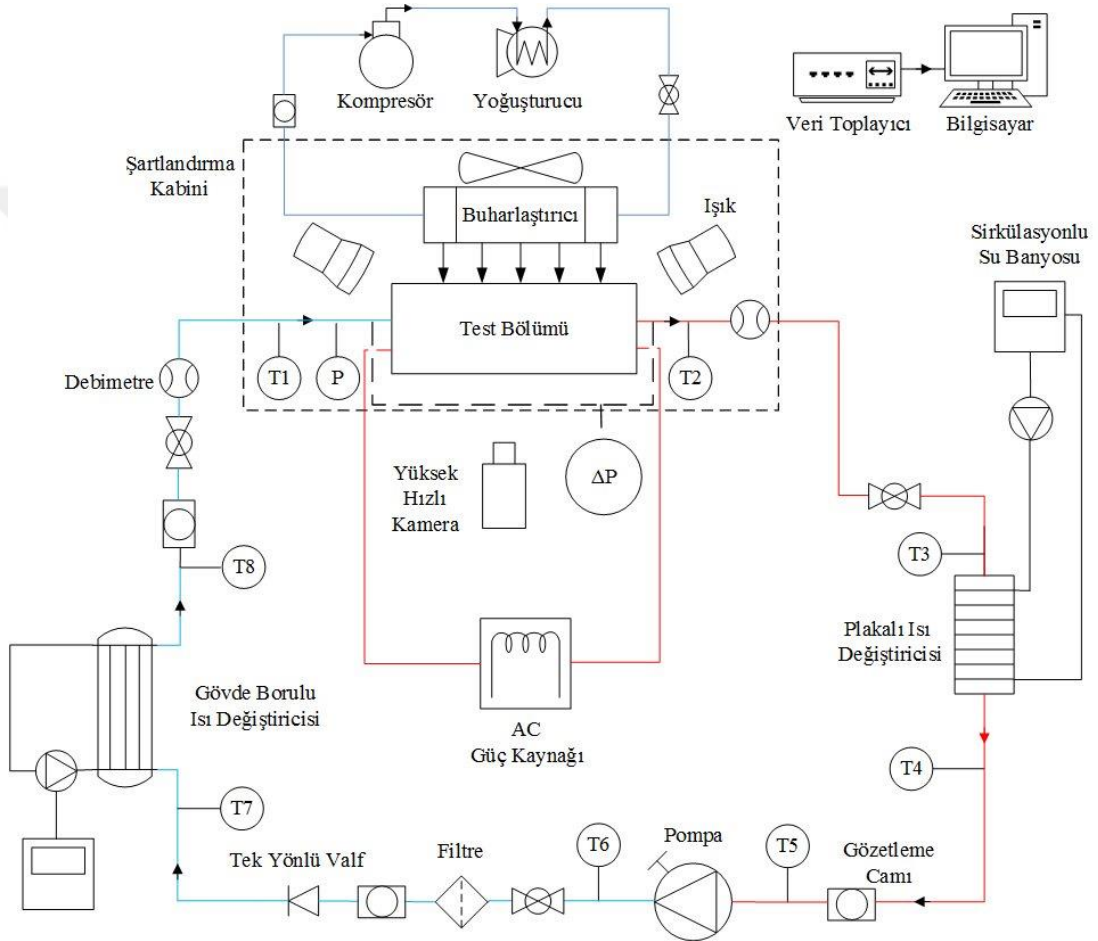 Kompresör
Yoğuşturucu
Veri Toplayıcı
Bilgisayar
Şartlandırma
Kabini
Buharlaştırıcı
Işık
Sirkülasyonlu
Su Banyosu
Test Bölümü
Debimetre
T1
P
T2
Yüksek
Hızlı
Kamera
ΔP
T3
T8
Plakalı Isı
Değiştiricisi
Gövde Borulu
Isı Değiştiricisi
AC
Güç Kaynağı
T4
T7
Tek Yönlü Valf
Filtre
T6
Pompa
T5
Gözetleme
Camı